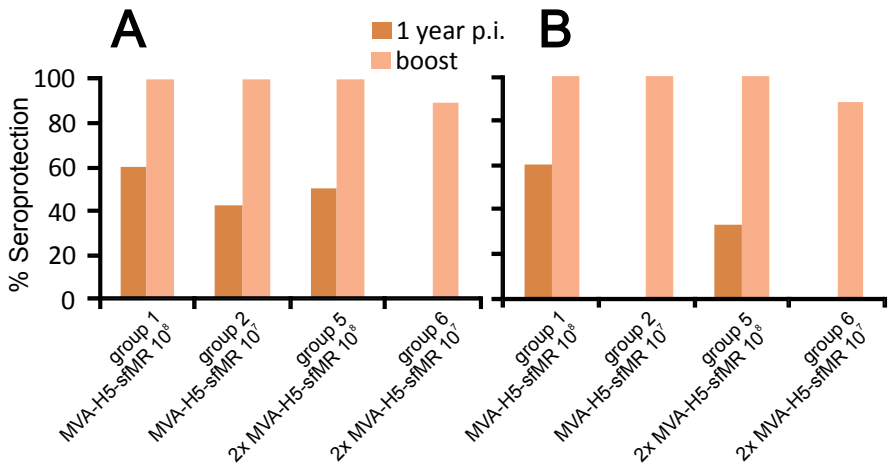 A
1 year p.i.
boost
B
% Seroprotection
100
80
60
40
20
0
group 1
MVA-H5-sfMR 10⁸
group 2
MVA-H5-sfMR 10⁷
group 5
2x MVA-H5-sfMR 10⁸
group 6
2x MVA-H5-sfMR 10⁷
group 1
MVA-H5-sfMR 10⁸
group 2
MVA-H5-sfMR 10⁷
group 5
2x MVA-H5-sfMR 10⁸
group 6
2x MVA-H5-sfMR 10⁷